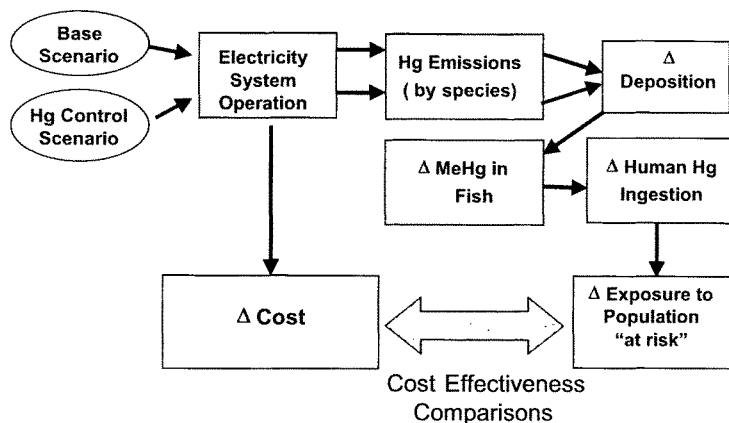 Base
Scenario
Hg Control
Scenario
Electricity
System
Operation
Hg Emissions
( by species)
Δ
Deposition
Δ MeHg in
Fish
Δ Human Hg
Ingestion
Δ Cost
Δ Exposure to
Population
“at risk”
Cost Effectiveness
Comparisons